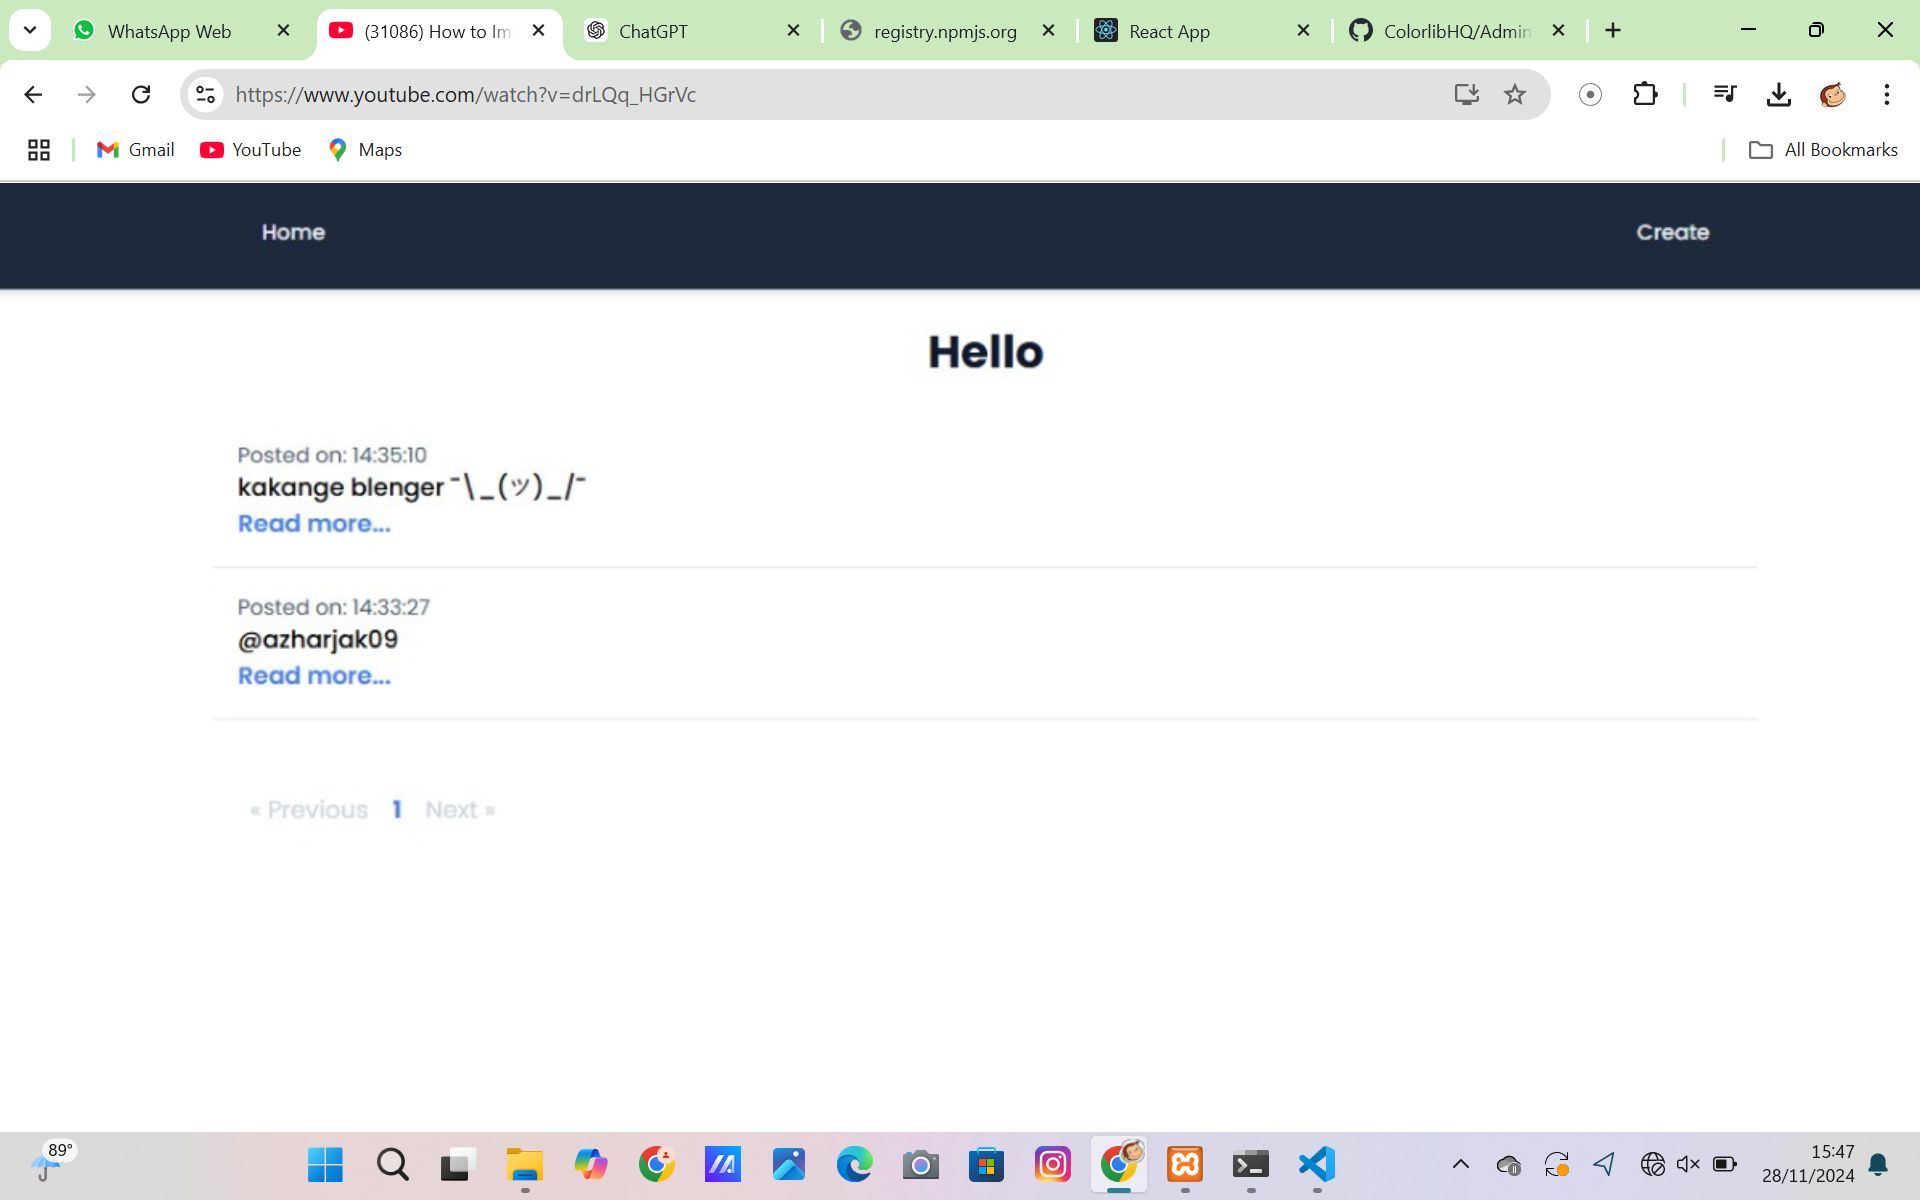 WhatsApp Web
(31086) How to Im
ChatGPT
registry.npmjs.org
React App
ColorlibHQ/Admin
https://www.youtube.com/watch?v=drLQq_HGrVc
Gmail
YouTube
Maps
All Bookmarks
Home
Create
Hello
Posted on: 14:35:10
kakange blenger ¯\_(ツ)_/¯
Read more...
Posted on: 14:33:27
@azharjak09
Read more...
« Previous 1 Next »
89°
15:47
28/11/2024